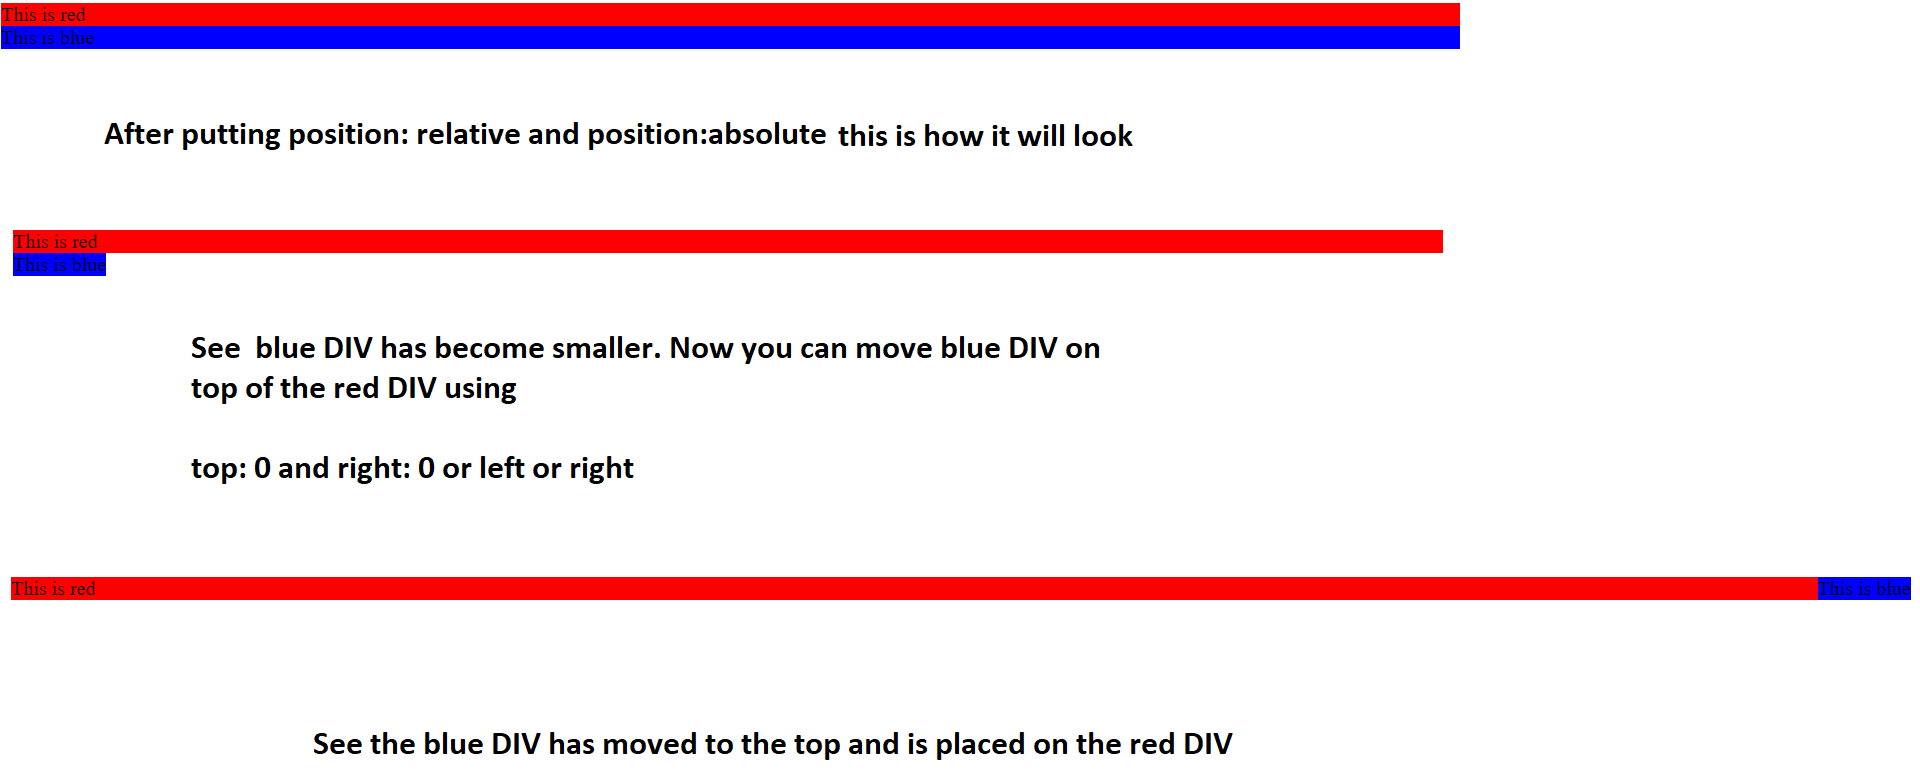 This is red
This is blue
After putting position: relative and position:absolute this is how it will look
This is red
This is blue
See  blue DIV has become smaller. Now you can move blue DIV on
top of the red DIV using
top: 0 and right: 0 or left or right
This is red This is blue
See the blue DIV has moved to the top and is placed on the red DIV